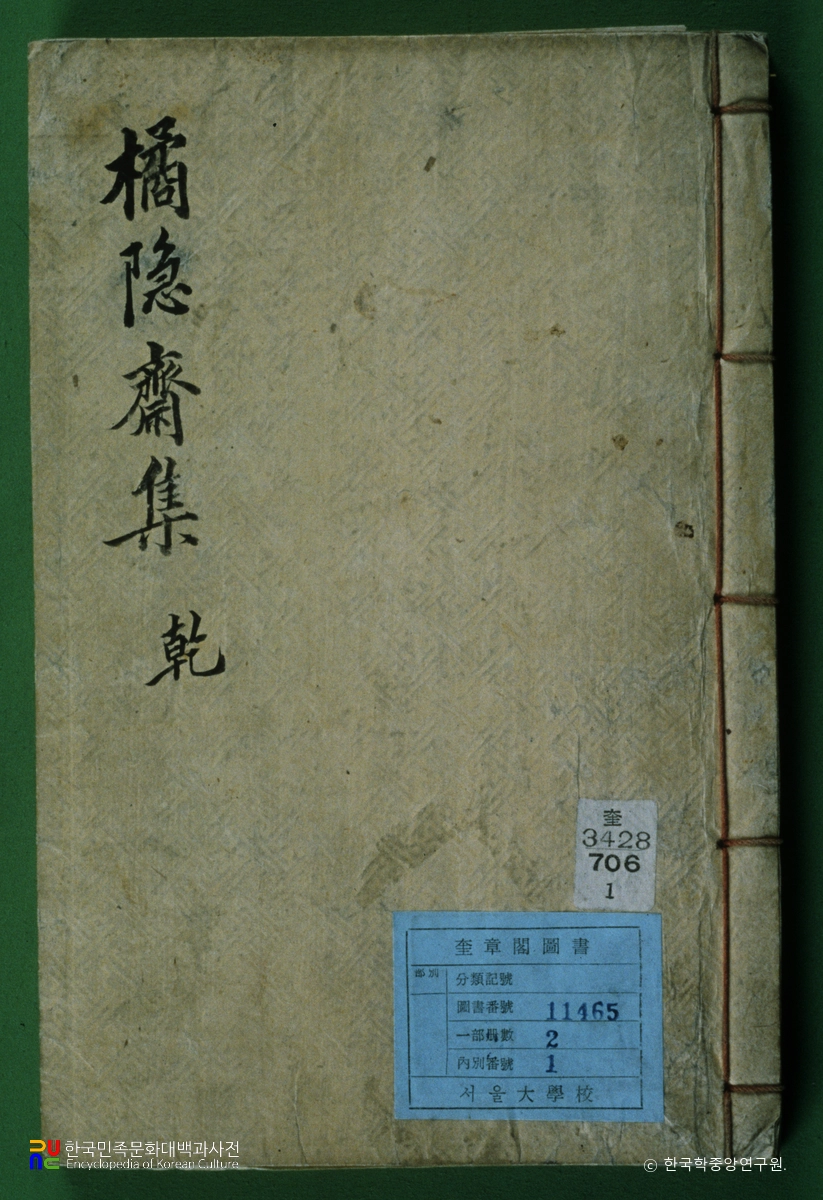 橘隐齋集 乾
奎
3428
706
1
奎章閣圖書
部別
分類記號
圖書番號 11465
一部冊數 2
內別番號 1
서울大學校
한국민족문화대백과사전
Encyclopedia of Korean Culture
© 한국학중앙연구원.